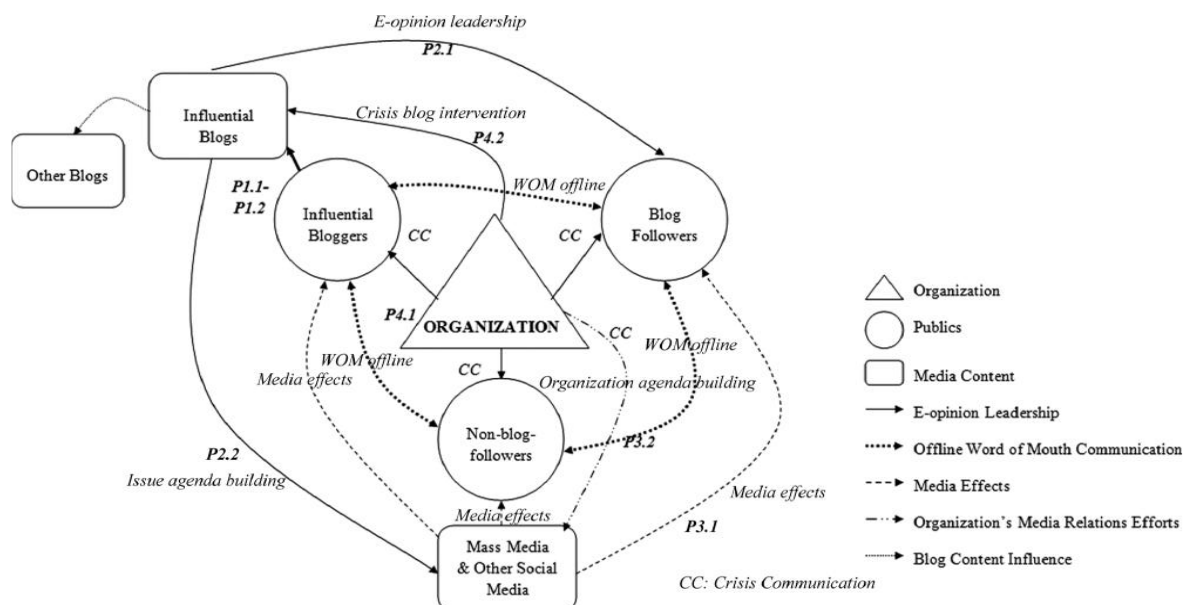 E-opinion leadership
P2.1
Influential
Blogs
Crisis blog intervention
P4.2
Other Blogs
P1.1-
P1.2
WOM offline
Influential
Bloggers
Blog
Followers
CC
CC
P4.1
ORGANIZATION
CC
WOM offline
WOM offline
Media effects
CC
Organization agenda building
Non-blog-
followers
P3.2
P2.2
Issue agenda building
Media effects
Media effects
P3.1
Mass Media
& Other Social
Media
Organization
Publics
Media Content
E-opinion Leadership
Offline Word of Mouth Communication
Media Effects
Organization's Media Relations Efforts
Blog Content Influence
CC: Crisis Communication